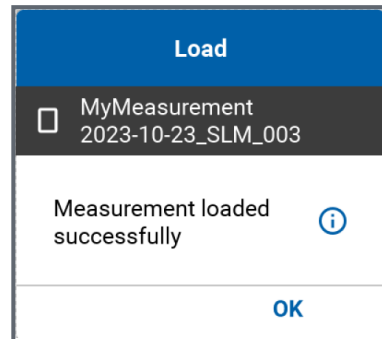 Load
MyMeasurement
2023-10-23_SLM_003
Measurement loaded
successfully
OK